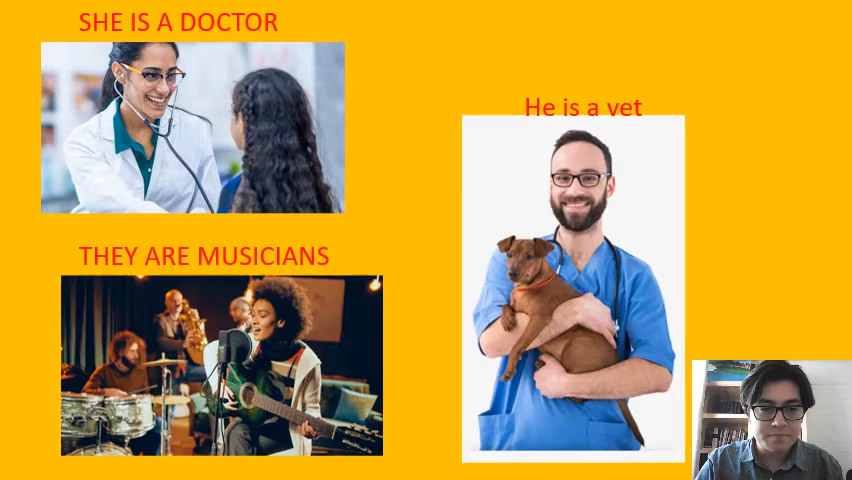 SHE IS A DOCTOR
He is a vet
THEY ARE MUSICIANS